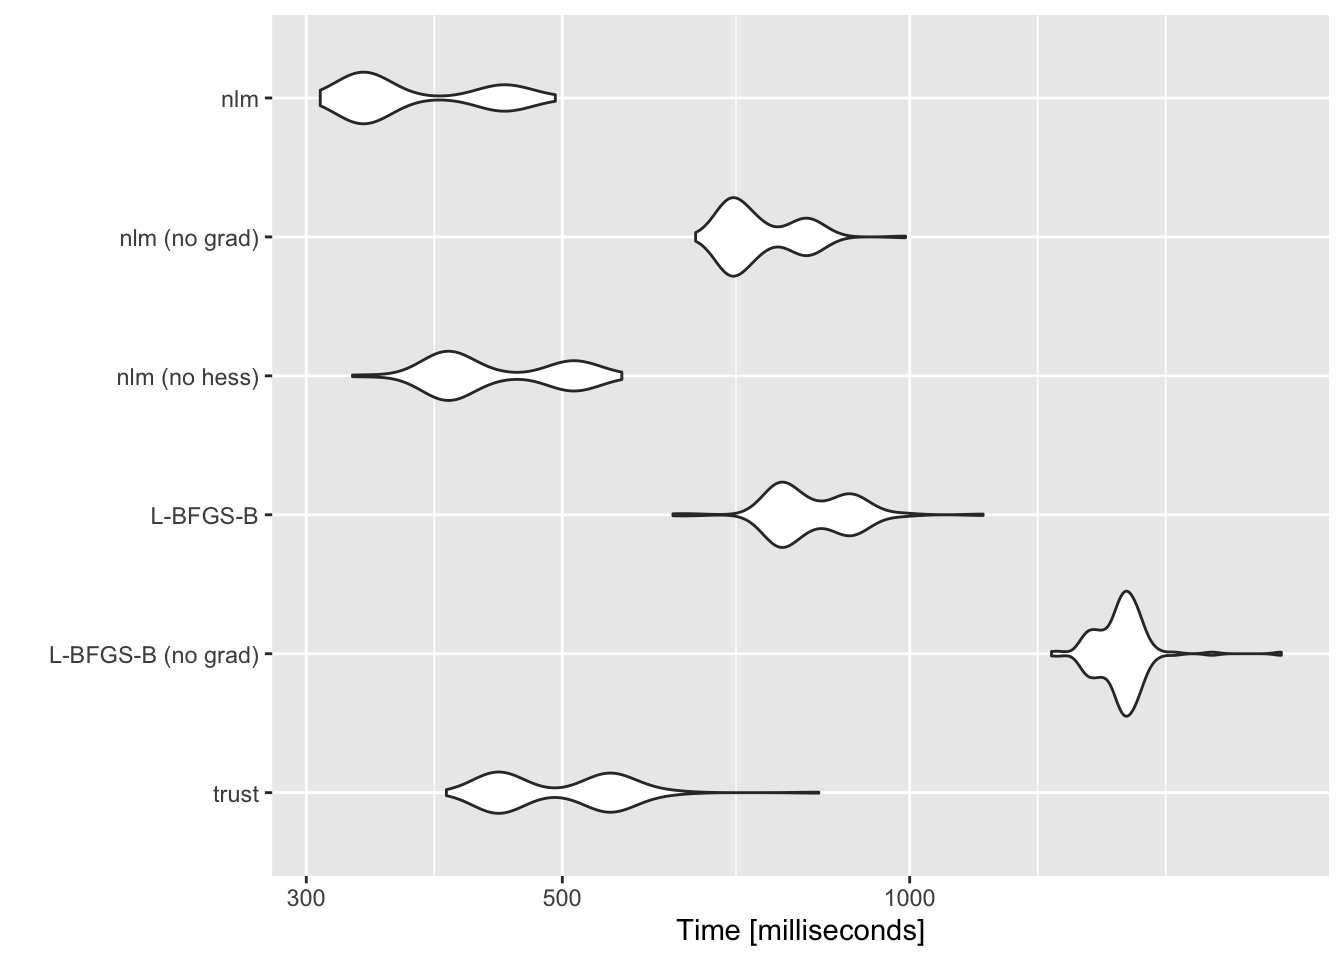 nlm
nlm (no grad)
nlm (no hess)
L-BFGS-B
L-BFGS-B (no grad)
trust
300 500 1000
Time [milliseconds]